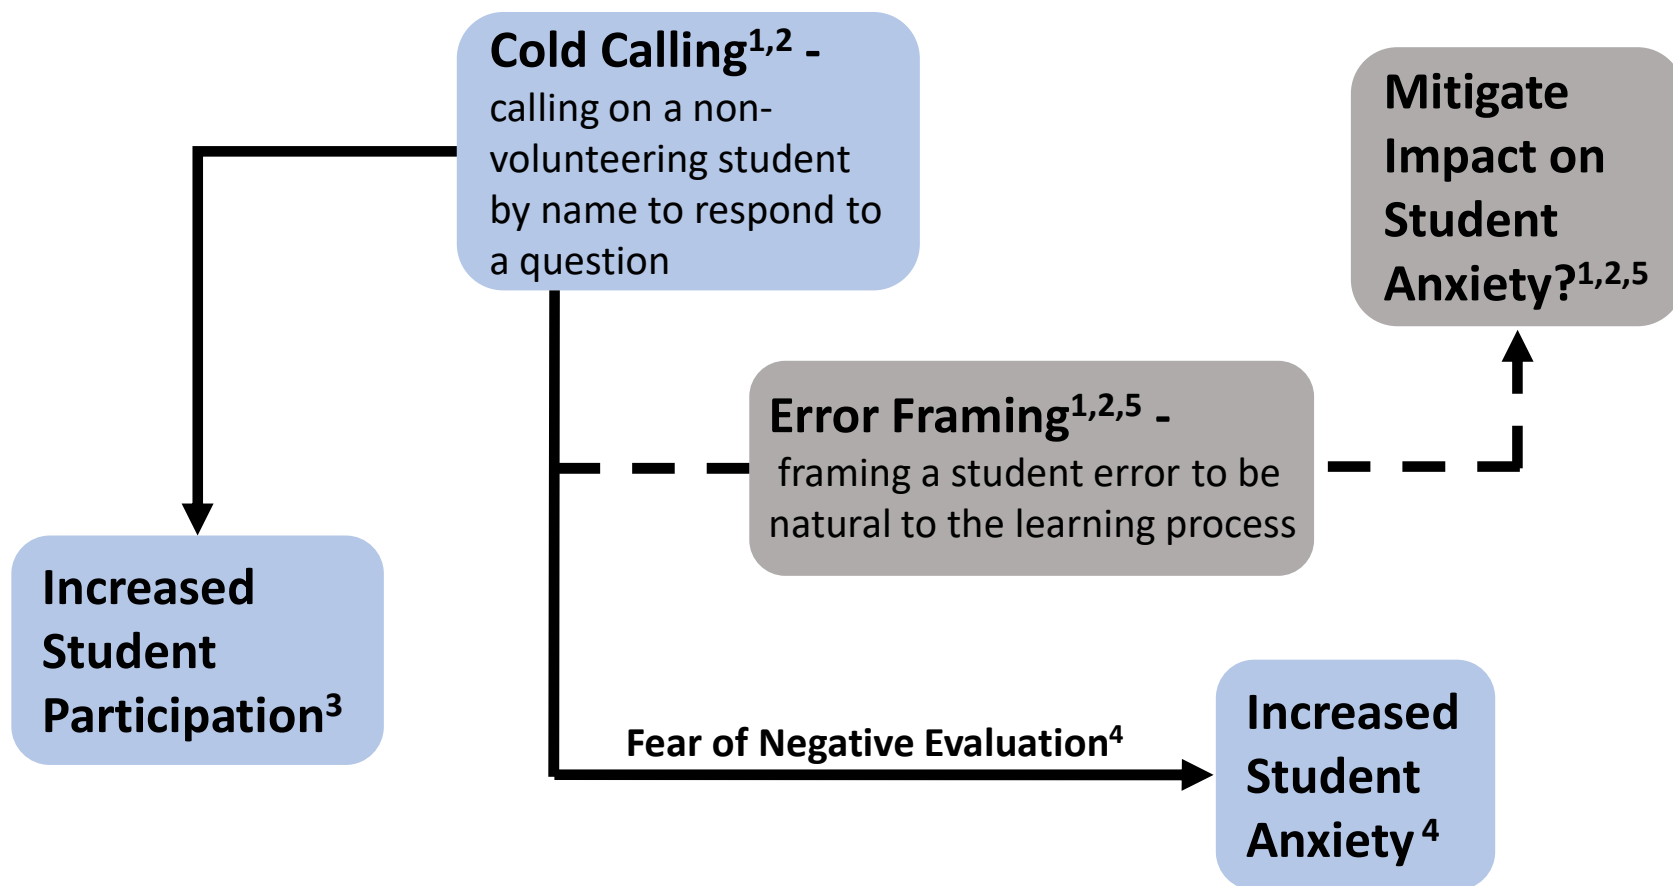 Cold Calling¹,² -
calling on a non-
volunteering student
by name to respond to
a question
Mitigate
Impact on
Student
Anxiety?¹,²,⁵
Error Framing¹,²,⁵ -
framing a student error to be
natural to the learning process
Increased
Student
Participation³
Fear of Negative Evaluation⁴
Increased
Student
Anxiety ⁴